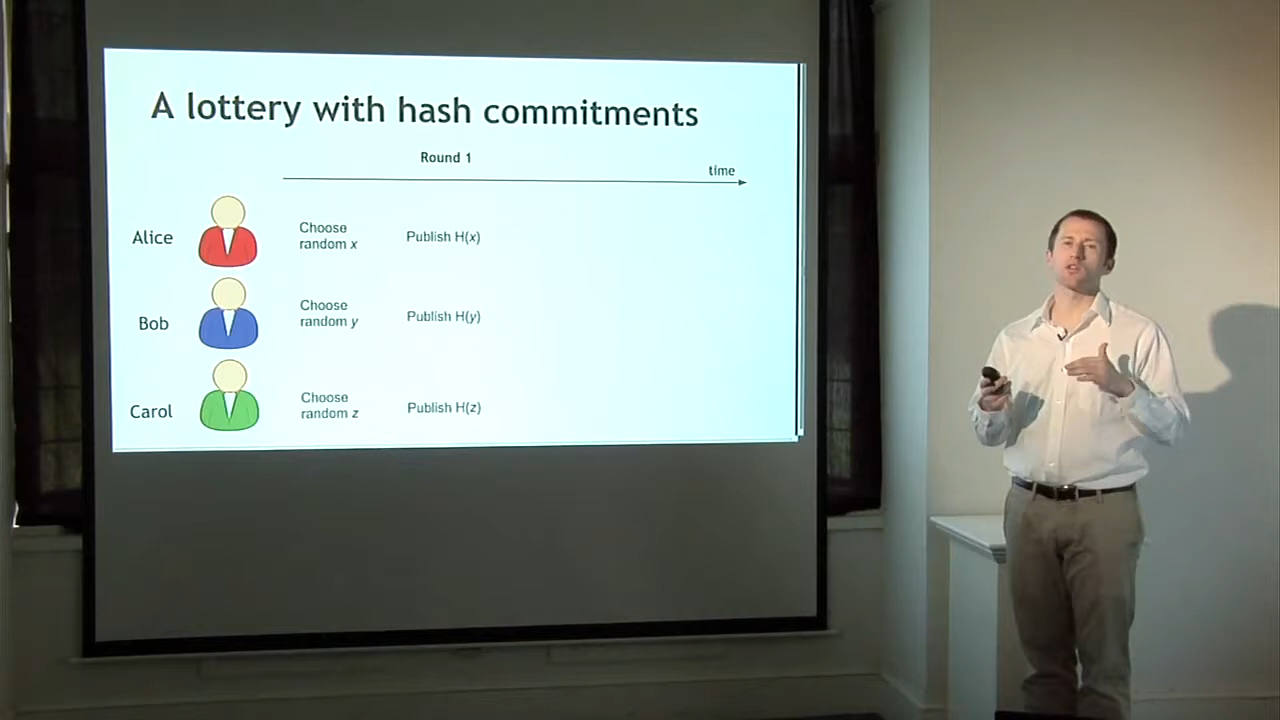 A lottery with hash commitments
Round 1
time
Alice
Choose
random x
Publish H(x)
Bob
Choose
random y
Publish H(y)
Carol
Choose
random z
Publish H(z)